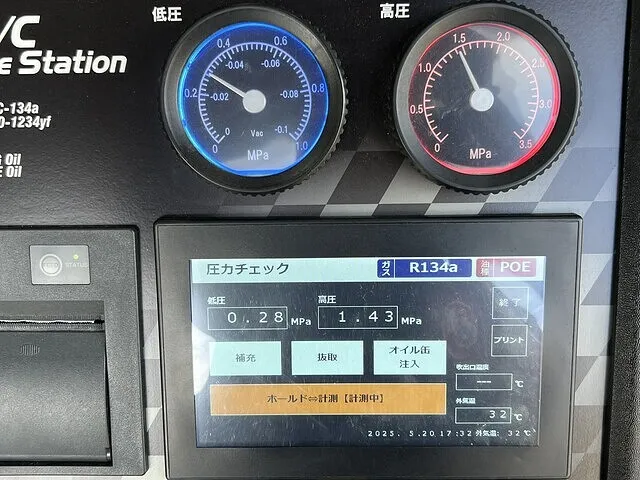 低圧
高圧
/C
e Station
C-134a
O-1234yf
Oil
E Oil
0.4
0.6
-0.04
-0.06
0.2
-0.02
-0.08
0.8
0
0
Vac
-0.1
1.0
MPa
1.5
2.0
1.0
2.5
0.5
3.0
0
3.5
MPa
STATUS
圧力チェック
ガス
R134a
油種
POE
低圧
高圧
終了
0.28 MPa
1.43 MPa
プリント
補充
抜取
オイル缶
注入
吹出口温度
---- ℃
ホールド⇔計測【計測中】
外気温
32 ℃
2025. 5.20 17:32 外気温: 32℃